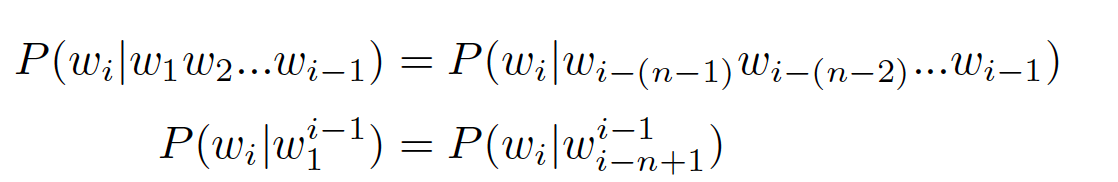 P(w_i|w_1w_2...w_{i−1}) = P(w_i|w_{i−(n−1)}w_{i−(n−2)}...w_{i−1})
P(w_i|w_1^{i−1}) = P(w_i|w_{i−n+1}^{i−1})